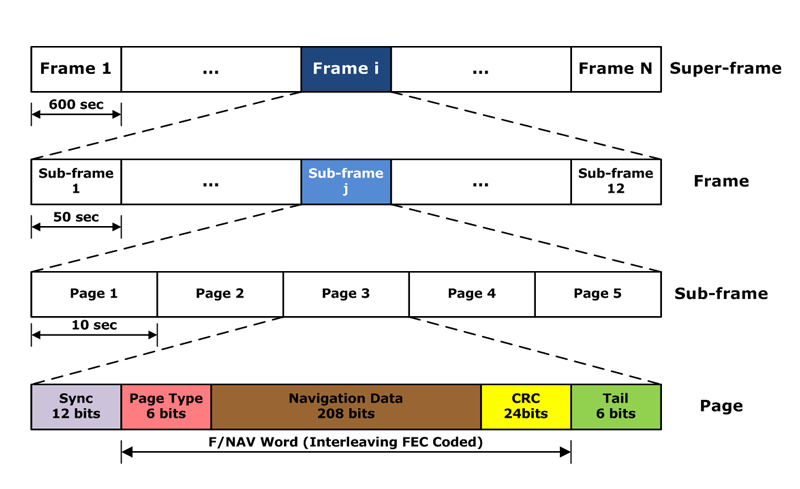 Frame 1 ... Frame i ... Frame N Super-frame
600 sec
Sub-frame 1 ... Sub-frame j ... Sub-frame 12 Frame
50 sec
Page 1 Page 2 Page 3 Page 4 Page 5 Sub-frame
10 sec
Sync Page Type Navigation Data CRC Tail
12 bits 6 bits 208 bits 24bits 6 bits Page
F/NAV Word (Interleaving FEC Coded)